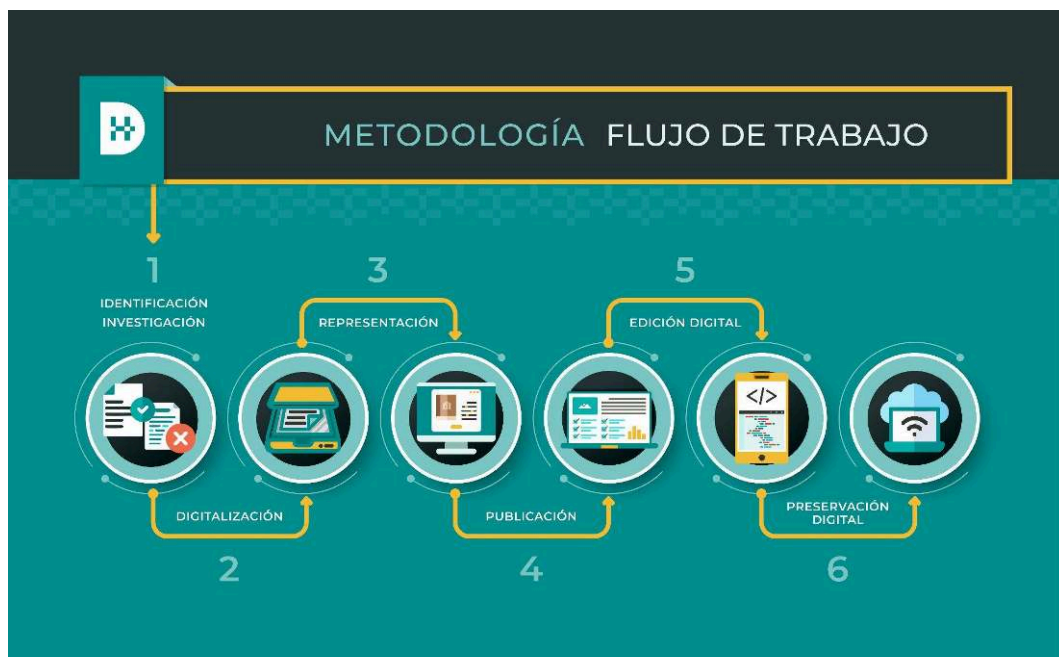 D
METODOLOGÍA FLUJO DE TRABAJO
1
IDENTIFICACIÓN
INVESTIGACIÓN
DIGITALIZACIÓN
2
3
REPRESENTACIÓN
PUBLICACIÓN
4
5
EDICIÓN DIGITAL
</>
PRESERVACIÓN
DIGITAL
6